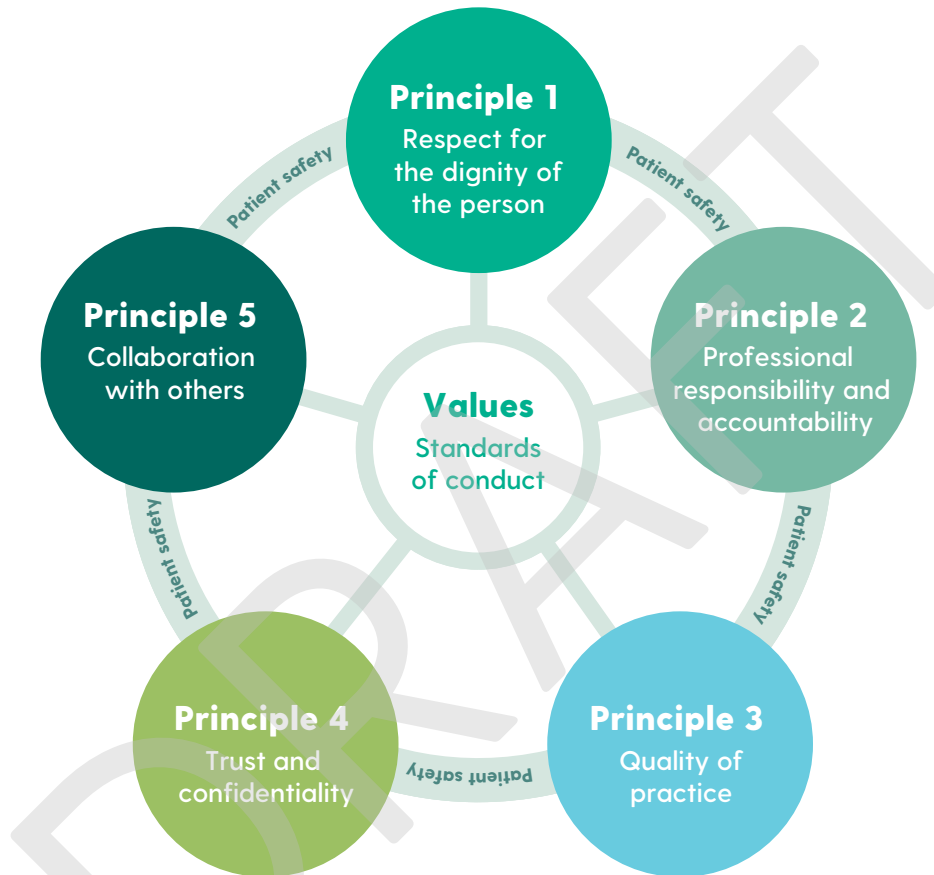 Principle 1
Respect for
the dignity of
the person
Patient safety
Patient safety
Principle 5
Collaboration
with others
Principle 2
Professional
responsibility and
accountability
Values
Standards
of conduct
Patient safety
Patient safety
Principle 4
Trust and
confidentiality
Principle 3
Quality of
practice
Patient safety
DRAFT